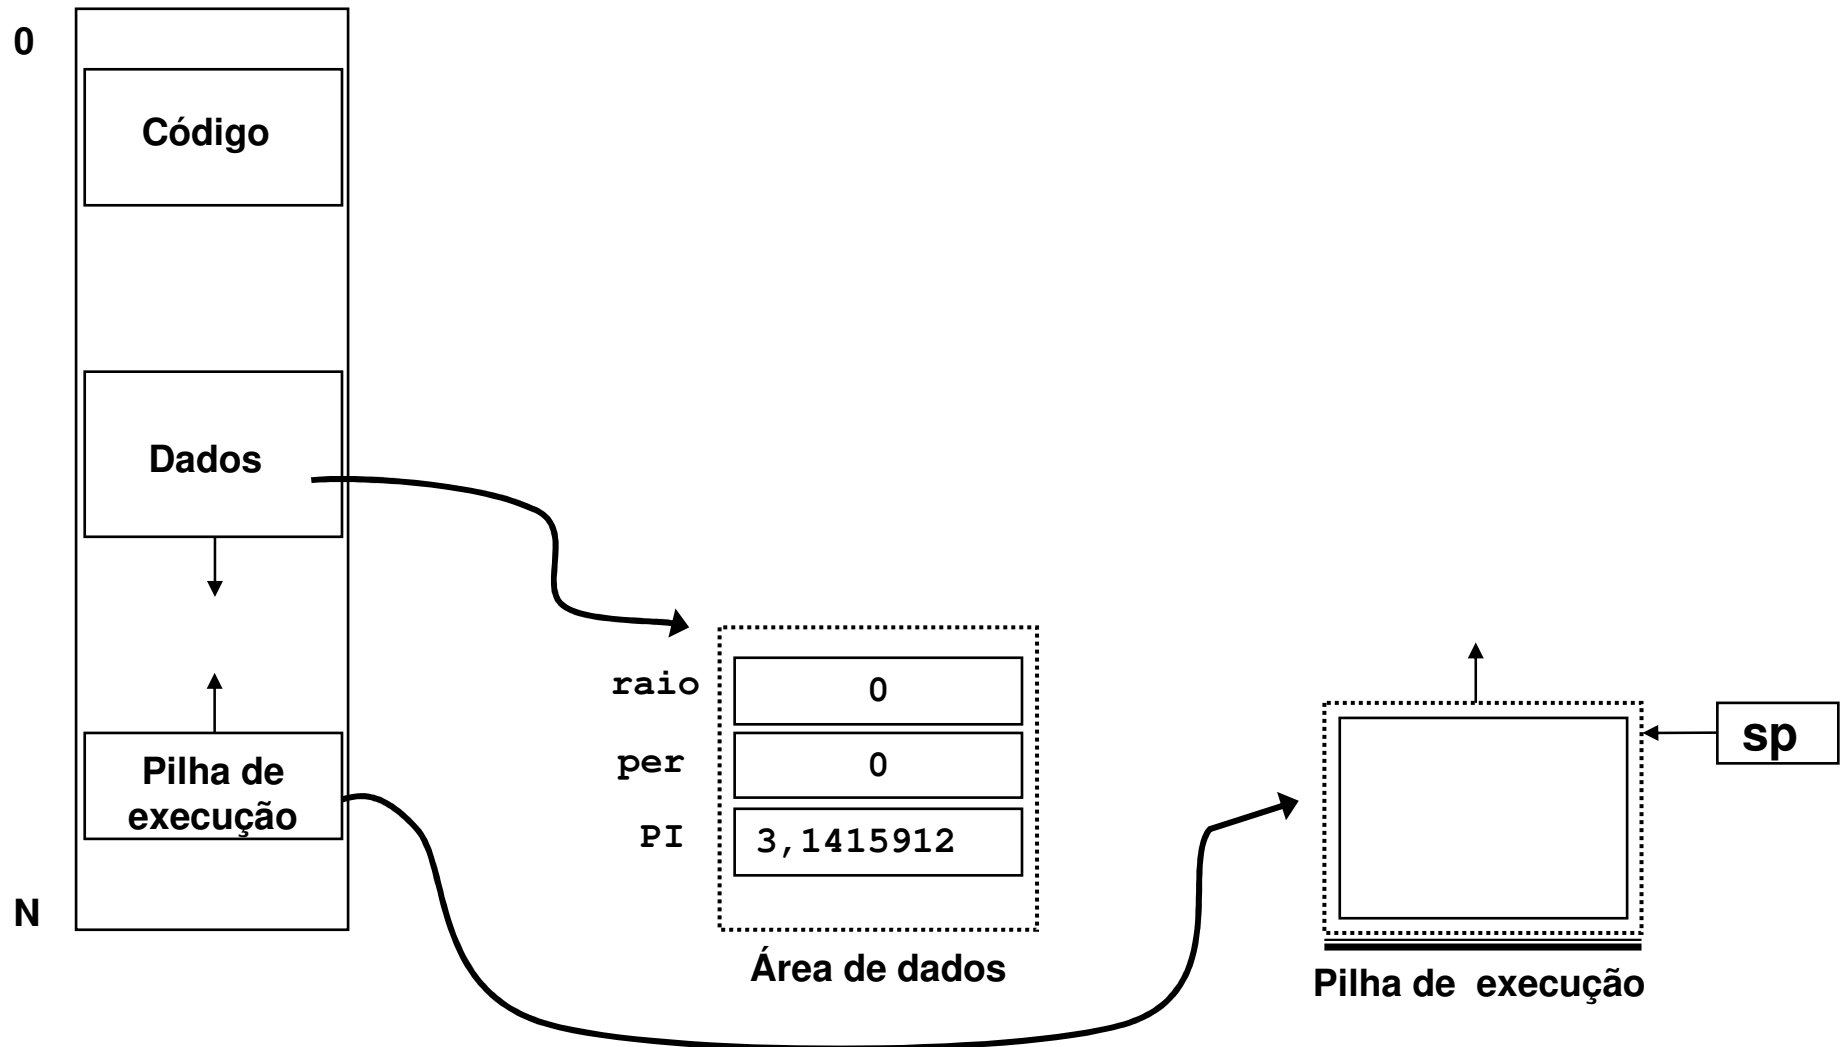 0
Código
Dados
Pilha de
execução
N
raio
0
per
0
PI
3,1415912
Área de dados
sp
Pilha de execução